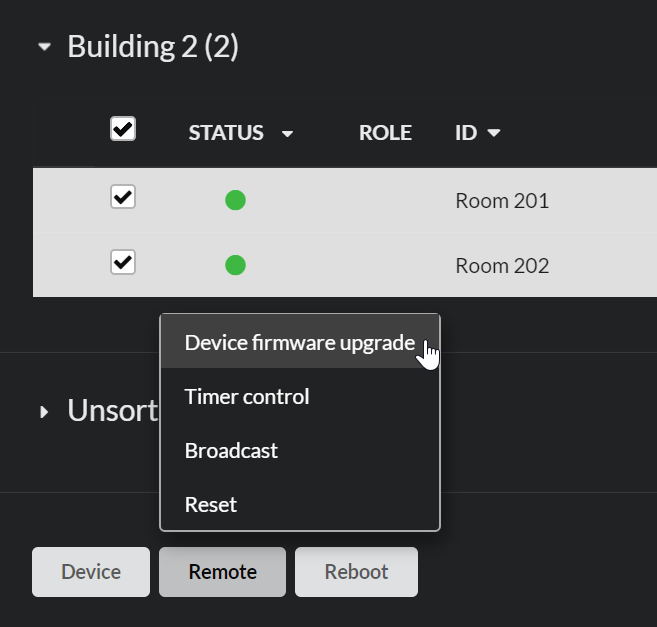 Building 2 (2)
STATUS ROLE ID
Room 201
Room 202
Device firmware upgrade
Timer control
Unsort
Broadcast
Reset
Device Remote Reboot